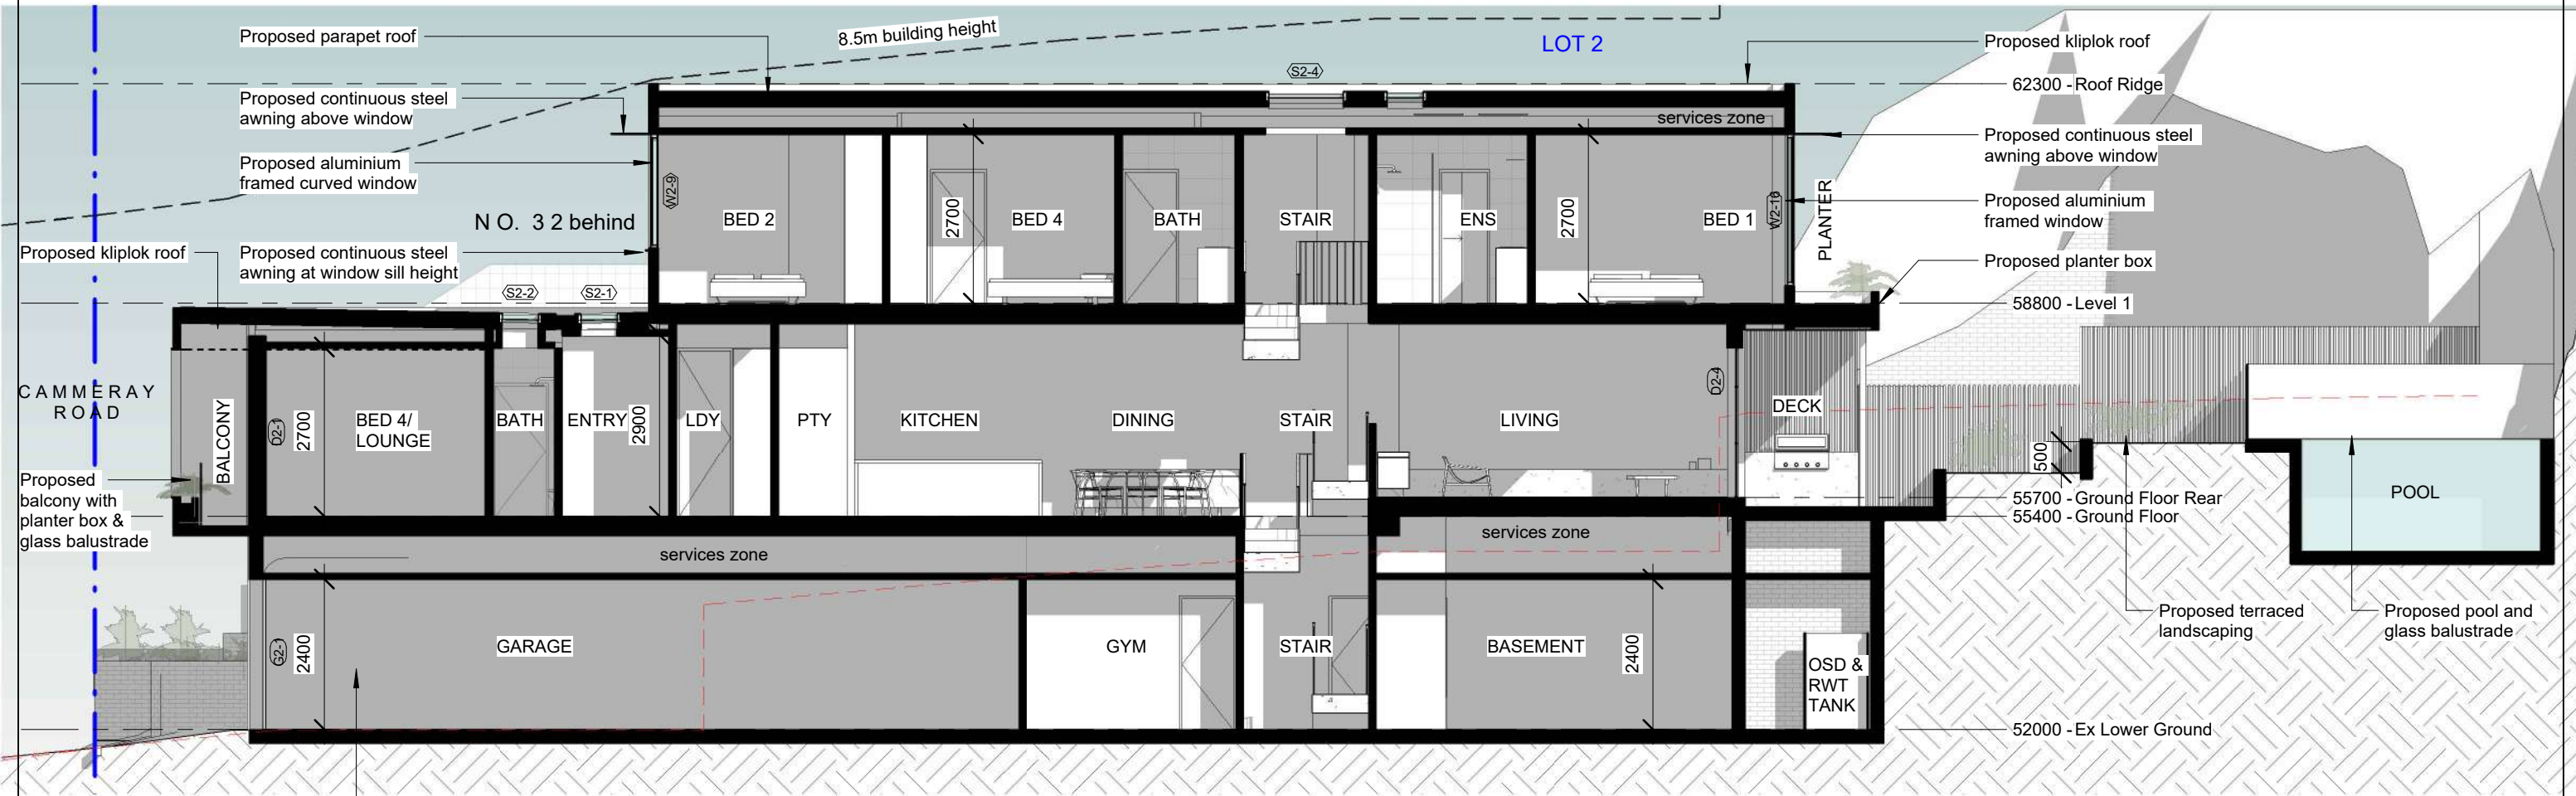 Proposed parapet roof
8.5m building height
LOT 2
Proposed kliplok roof
S2-4
62300 - Roof Ridge
Proposed continuous steel
awning above window
services zone
Proposed continuous steel
awning above window
Proposed aluminium
framed curved window
W2-9
NO. 32 behind
BED 2
2700
BED 4
BATH
STAIR
ENS
2700
BED 1
W2-16
PLANTER
Proposed aluminium
framed window
Proposed kliplok roof
Proposed continuous steel
awning at window sill height
Proposed planter box
S2-2
S2-1
58800 - Level 1
CAMMERAY
ROAD
BALCONY
D2-1
2700
BED 4/
LOUNGE
BATH
ENTRY
2900
LDY
PTY
KITCHEN
DINING
STAIR
LIVING
D2-4
DECK
500
POOL
Proposed
balcony with
planter box &
glass balustrade
55700 - Ground Floor Rear
55400 - Ground Floor
services zone
services zone
G2-1
2400
GARAGE
GYM
STAIR
BASEMENT
2400
OSD &
RWT
TANK
Proposed terraced
landscaping
Proposed pool and
glass balustrade
52000 - Ex Lower Ground